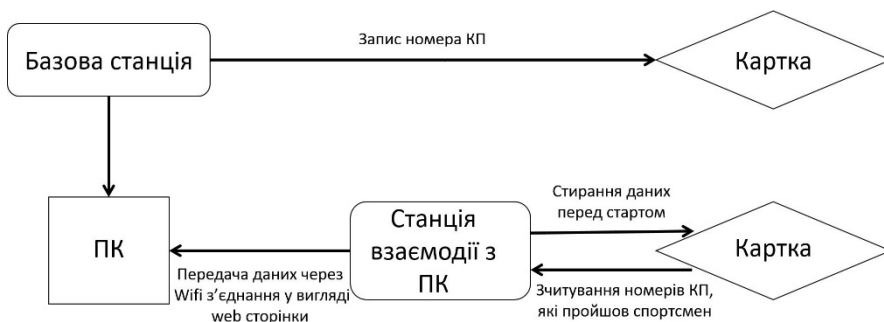 Запис номера КП
Базова станція
Картка
Стирання даних
перед стартом
Станція
взаємодії з
ПК
ПК
Картка
Передача даних через
Wifi з’єднання у вигляді
web сторінки
Зчитування номерів КП,
які пройшов спортсмен